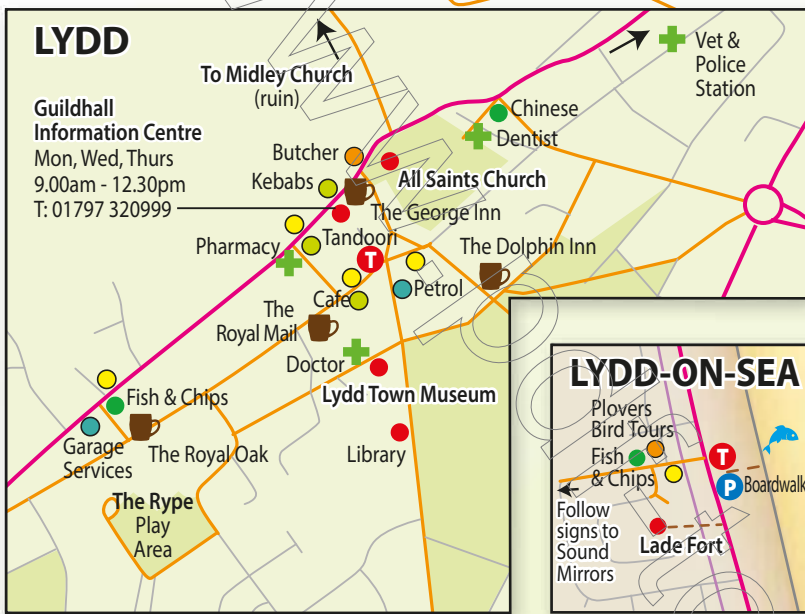 LYDD
To Midley Church
(ruin)
Vet &
Police
Station
Guildhall
Information Centre
Mon, Wed, Thurs
9.00am - 12.30pm
T: 01797 320999
Chinese
Dentist
Butcher
Kebabs
All Saints Church
The George Inn
Tandoori
Pharmacy
The Dolphin Inn
T
Petrol
Cafe
The
Royal Mail
Doctor
Lydd Town Museum
Fish & Chips
Garage
Services
The Royal Oak
Library
The Rype
Play
Area
LYDD-ON-SEA
Plovers
Bird Tours
Fish
& Chips
T
P
Boardwalk
Follow
signs to
Sound
Mirrors
Lade Fort